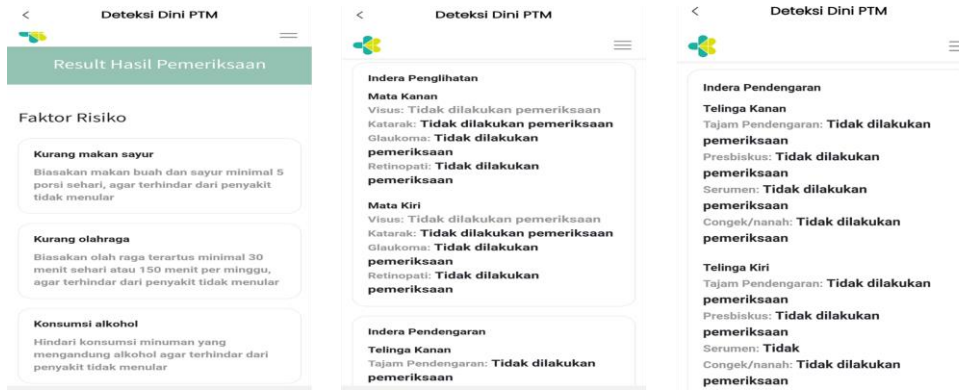 Deteksi Dini PTM
Result Hasil Pemeriksaan
Faktor Risiko
Kurang makan sayur
Biasakan makan buah dan sayur minimal 5
porsi sehari, agar terhindar dari penyakit
tidak menular
Kurang olahraga
Biasakan olah raga terartus minimal 30
menit sehari atau 150 menit per minggu,
agar terhindar dari penyakit tidak menular
Konsumsi alkohol
Hindari konsumsi minuman yang
mengandung alkohol agar terhindar dari
penyakit tidak menular
Deteksi Dini PTM
Indera Penglihatan
Mata Kanan
Visus: Tidak dilakukan pemeriksaan
Katarak: Tidak dilakukan pemeriksaan
Glaukoma: Tidak dilakukan
pemeriksaan
Retinopati: Tidak dilakukan
pemeriksaan
Mata Kiri
Visus: Tidak dilakukan pemeriksaan
Katarak: Tidak dilakukan pemeriksaan
Glaukoma: Tidak dilakukan
pemeriksaan
Retinopati: Tidak dilakukan
pemeriksaan
Indera Pendengaran
Telinga Kanan
Tajam Pendengaran: Tidak dilakukan
pemeriksaan
Deteksi Dini PTM
Indera Pendengaran
Telinga Kanan
Tajam Pendengaran: Tidak dilakukan
pemeriksaan
Presbiskus: Tidak dilakukan
pemeriksaan
Serumen: Tidak dilakukan
pemeriksaan
Congek/nanah: Tidak dilakukan
pemeriksaan
Telinga Kiri
Tajam Pendengaran: Tidak dilakukan
pemeriksaan
Presbiskus: Tidak dilakukan
pemeriksaan
Serumen: Tidak
Congek/nanah: Tidak dilakukan
pemeriksaan